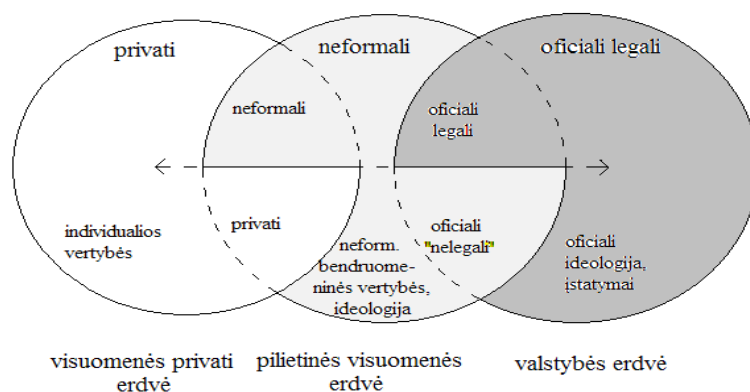 privati
neformali
oficiali legali
neformali
oficiali
legali
individualios
vertybės
privati
neform.
bendruome-
ninės vertybės,
ideologija
oficiali
"nelegali"
oficiali
ideologija,
įstatymai
visuomenės privati
erdvė
pilietinės visuomenės
erdvė
valstybės erdvė